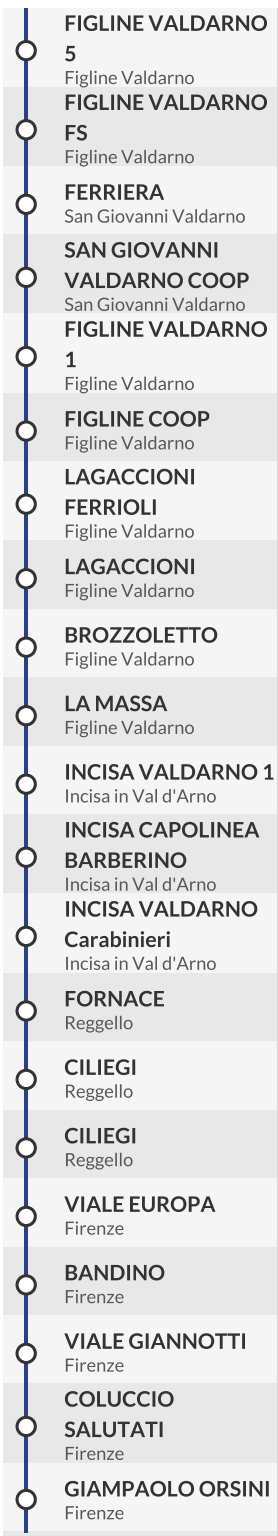 FIGLINE VALDARNO
5
Figline Valdarno
FIGLINE VALDARNO
FS
Figline Valdarno
FERRIERA
San Giovanni Valdarno
SAN GIOVANNI
VALDARNO COOP
San Giovanni Valdarno
FIGLINE VALDARNO
1
Figline Valdarno
FIGLINE COOP
Figline Valdarno
LAGACCIONI
FERRIOLI
Figline Valdarno
LAGACCIONI
Figline Valdarno
BROZZOLETTO
Figline Valdarno
LA MASSA
Figline Valdarno
INCISA VALDARNO 1
Incisa in Val d'Arno
INCISA CAPOLINEA
BARBERINO
Incisa in Val d'Arno
INCISA VALDARNO
Carabinieri
Incisa in Val d'Arno
FORNACE
Reggello
CILIEGI
Reggello
CILIEGI
Reggello
VIALE EUROPA
Firenze
BANDINO
Firenze
VIALE GIANNOTTI
Firenze
COLUCCIO
SALUTATI
Firenze
GIAMPAOLO ORSINI
Firenze